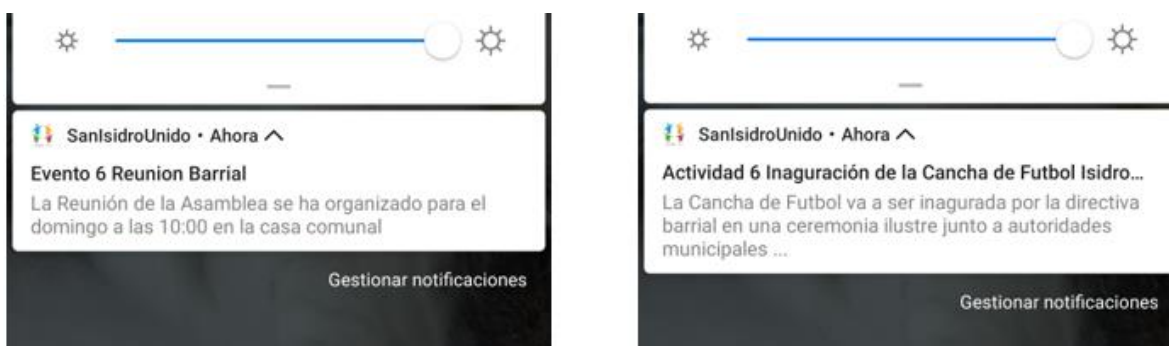 SanIsidroUnido • Ahora
Evento 6 Reunion Barrial
La Reunión de la Asamblea se ha organizado para el
domingo a las 10:00 en la casa comunal
Gestionar notificaciones
SanIsidroUnido • Ahora
Actividad 6 Inaguración de la Cancha de Futbol Isidro...
La Cancha de Futbol va a ser inagurada por la directiva
barrial en una ceremonia ilustre junto a autoridades
municipales ...
Gestionar notificaciones